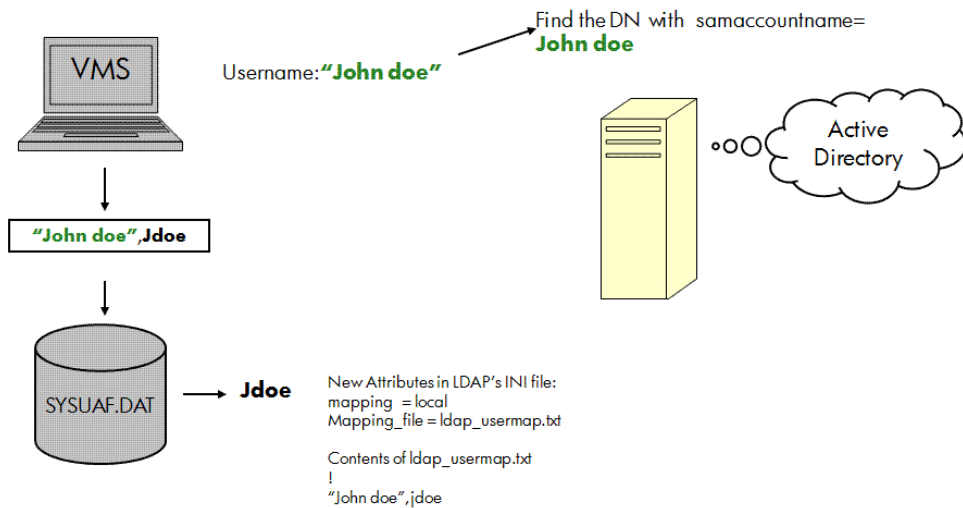 VMS
Username:“John doe”
Find the DN with samaccountname=
John doe
Active
Directory
“John doe”,Jdoe
SYSUAF.DAT
Jdoe
New Attributes in LDAP’s INI file:
mapping = local
Mapping_file = ldap_usermap.txt
Contents of ldap_usermap.txt
!
“John doe”,jdoe